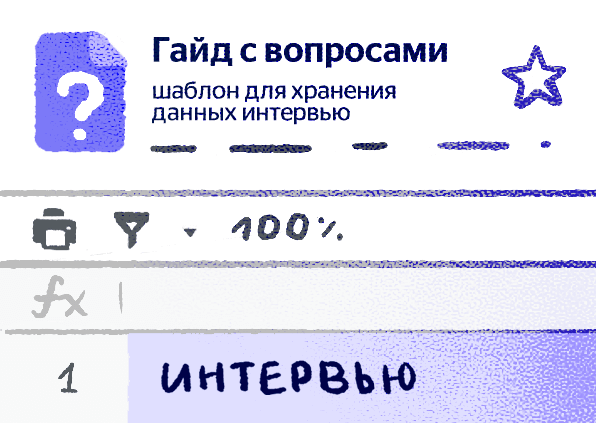 ?
Гайд с вопросами
шаблон для хранения
данных интервью
100%
fx
1 ИНТЕРВЬЮ